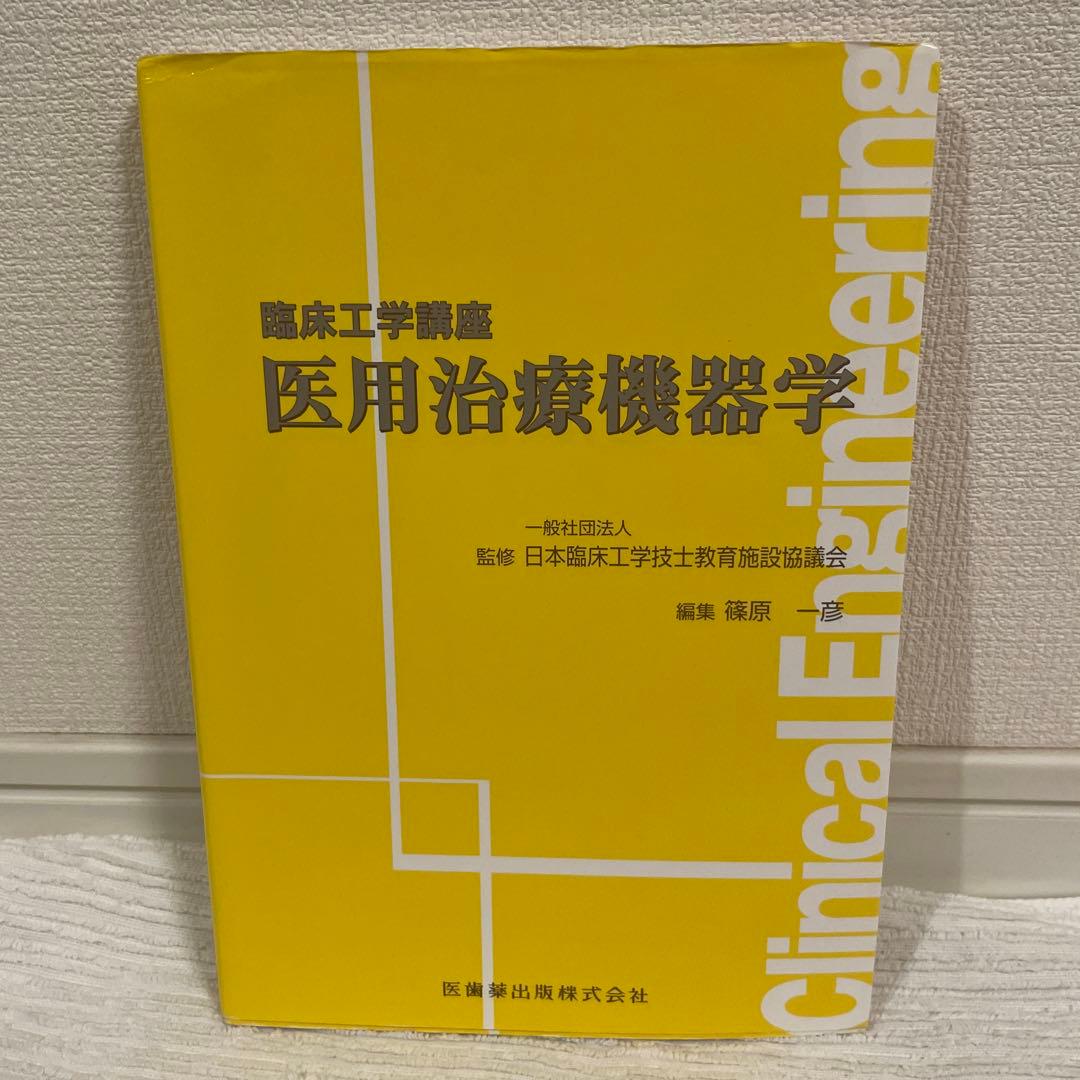 臨床工学講座
医用治療機器学
一般社団法人
監修 日本臨床工学技士教育施設協議会
編集 篠原 一彦
医歯薬出版株式会社
Clinical Engineering